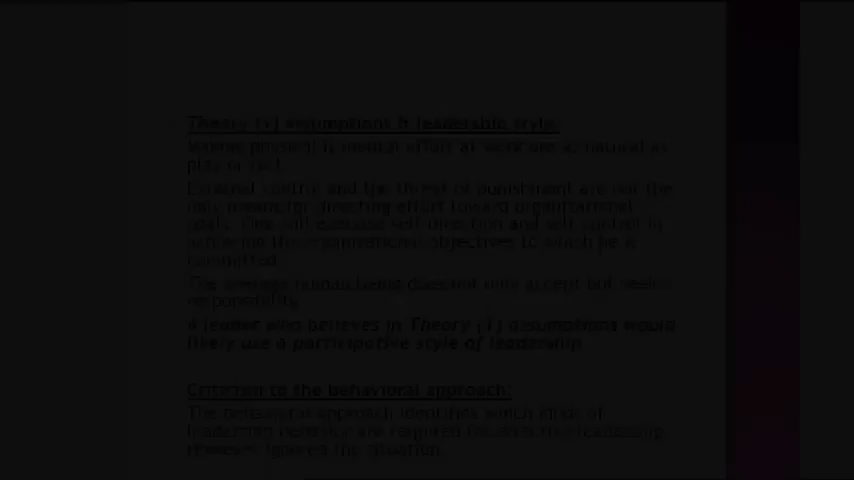 Theory (Y) assumptions & leadership style:
physical & mental effort at work are as natural as
play or rest.
External control and the threat of punishment are not the
only means for directing effort toward organizational
goals. One will exercise self direction and self control in
achieving the organizational objectives to which he is
committed.
The average human being does not only accept but seeks
responsibility.
A leader who believes in Theory (Y) assumptions would
likely use a participative style of leadership.
Criticism to the behavioral approach:
The behavioral approach identifies which kinds of
leadership behavior are required for effective leadership.
However ignored the situation.